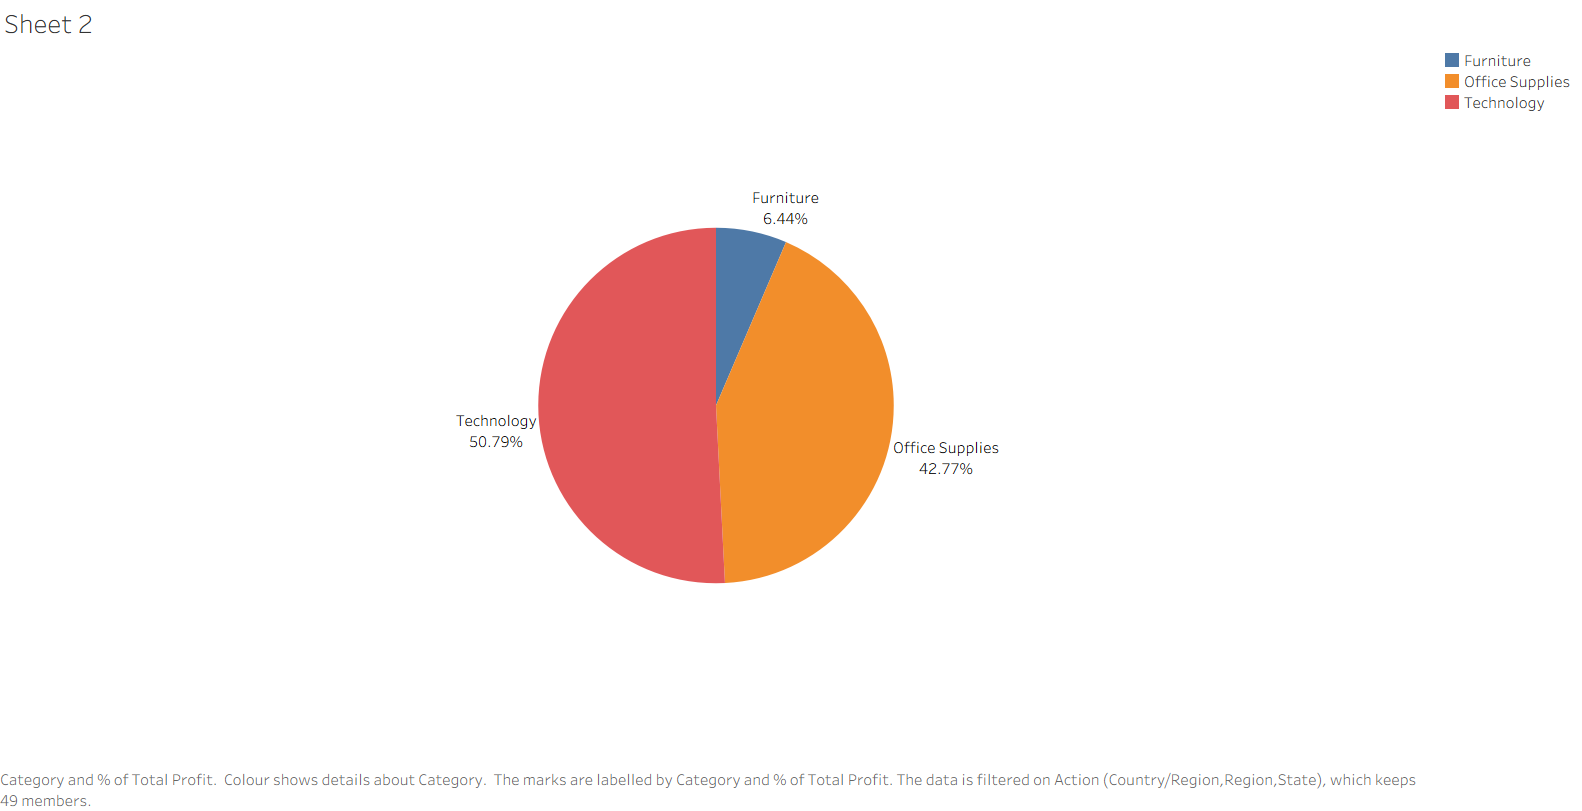 Sheet 2
Furniture
Office Supplies
Technology
Furniture
6.44%
Technology
50.79%
Office Supplies
42.77%
Category and % of Total Profit.  Colour shows details about Category.  The marks are labelled by Category and % of Total Profit. The data is filtered on Action (Country/Region,Region,State), which keeps
49 members.